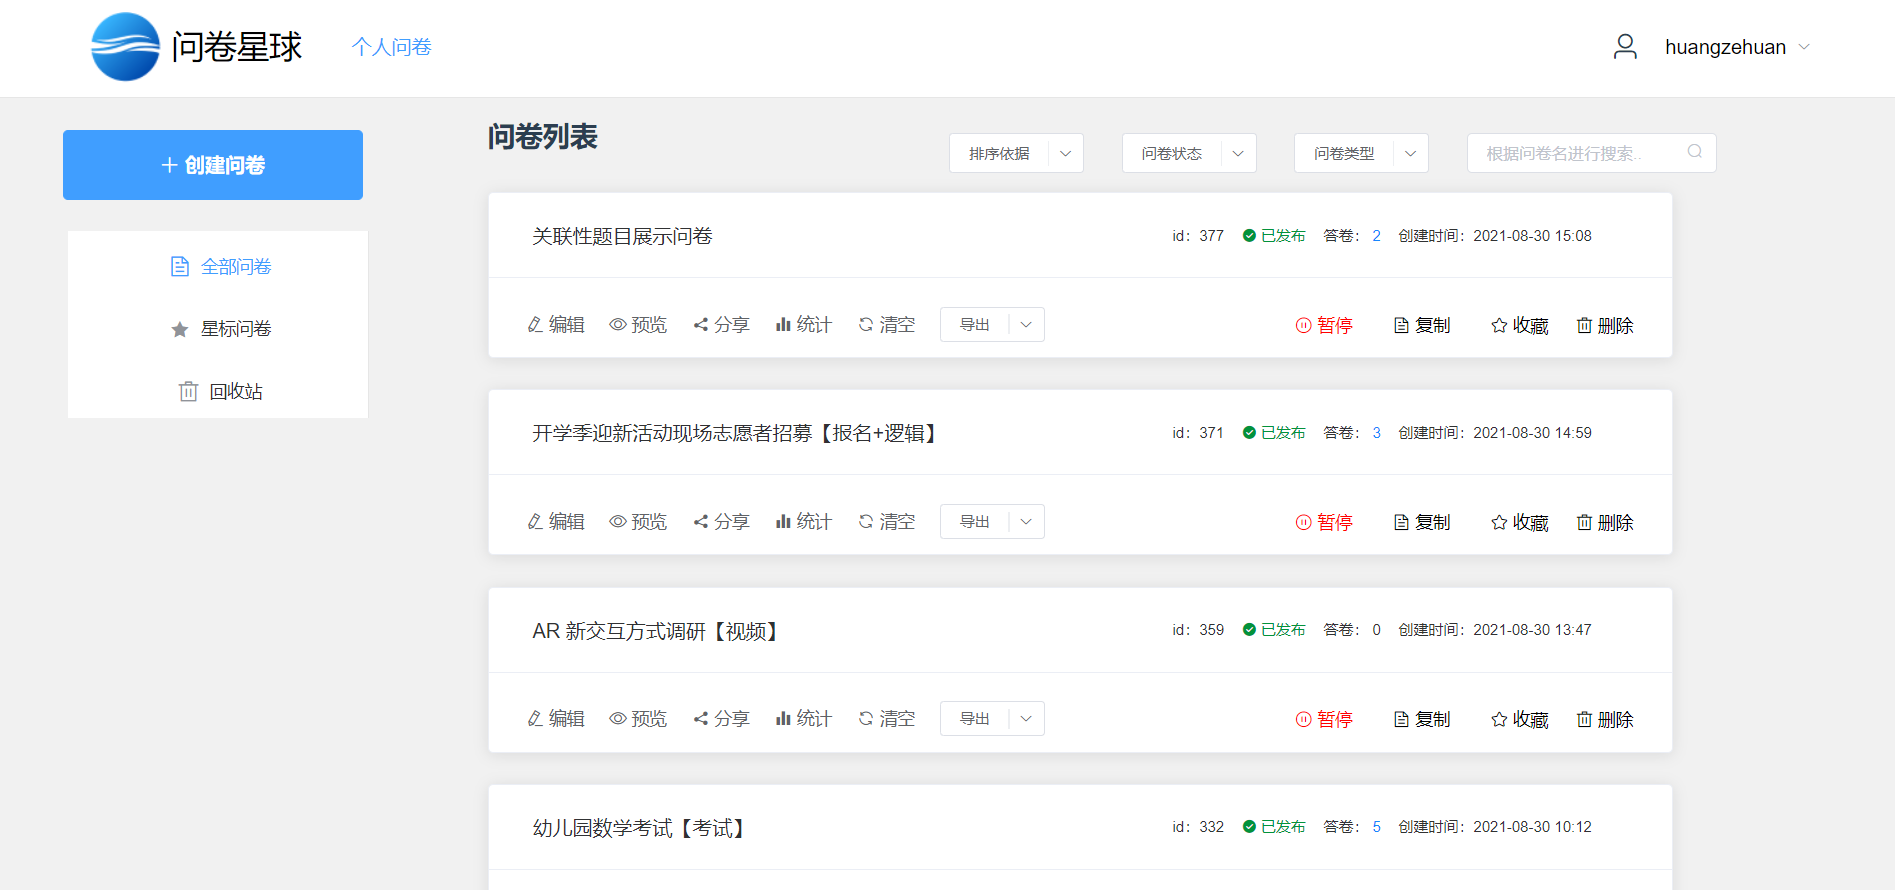 问卷星球 个人问卷 huangzehuan
创建问卷
全部问卷
星标问卷
回收站
问卷列表 排序依据 问卷状态 问卷类型 根据问卷名进行搜索..
关联性题目展示问卷 id：377 已发布 答卷：2 创建时间：2021-08-30 15:08
编辑 预览 分享 统计 清空 导出 暂停 复制 收藏 删除
开学季迎新活动现场志愿者招募【报名+逻辑】 id：371 已发布 答卷：3 创建时间：2021-08-30 14:59
编辑 预览 分享 统计 清空 导出 暂停 复制 收藏 删除
AR 新交互方式调研【视频】 id：359 已发布 答卷：0 创建时间：2021-08-30 13:47
编辑 预览 分享 统计 清空 导出 暂停 复制 收藏 删除
幼儿园数学考试【考试】 id：332 已发布 答卷：5 创建时间：2021-08-30 10:12